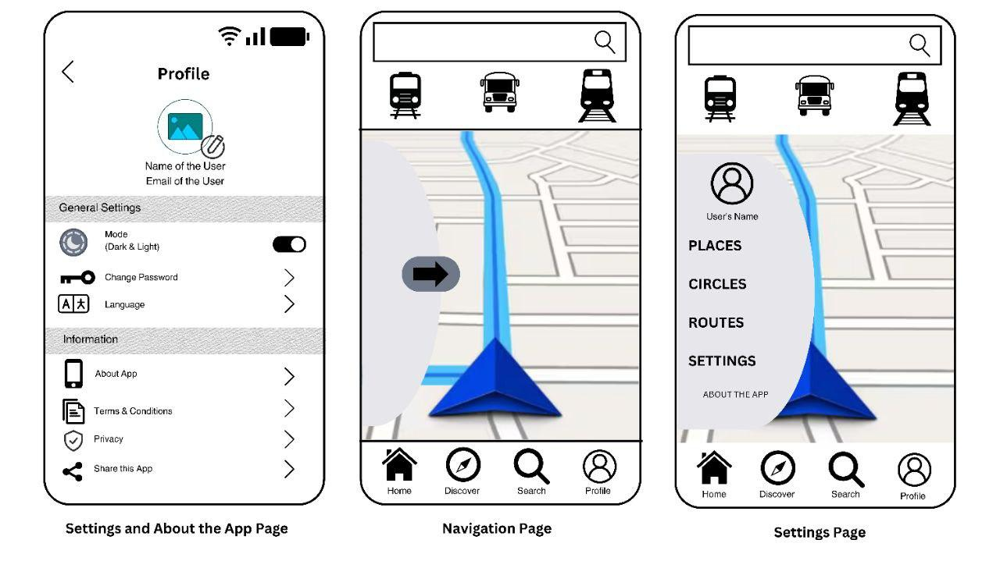 Profile
Name of the User
Email of the User
General Settings
Mode
(Dark & Light)
Change Password
A
Language
Information
About App
Terms & Conditions
Privacy
Share this App
Settings and About the App Page
Home
Discover
Search
Profile
Navigation Page
User's Name
PLACES
CIRCLES
ROUTES
SETTINGS
ABOUT THE APP
Home
Discover
Search
Profile
Settings Page